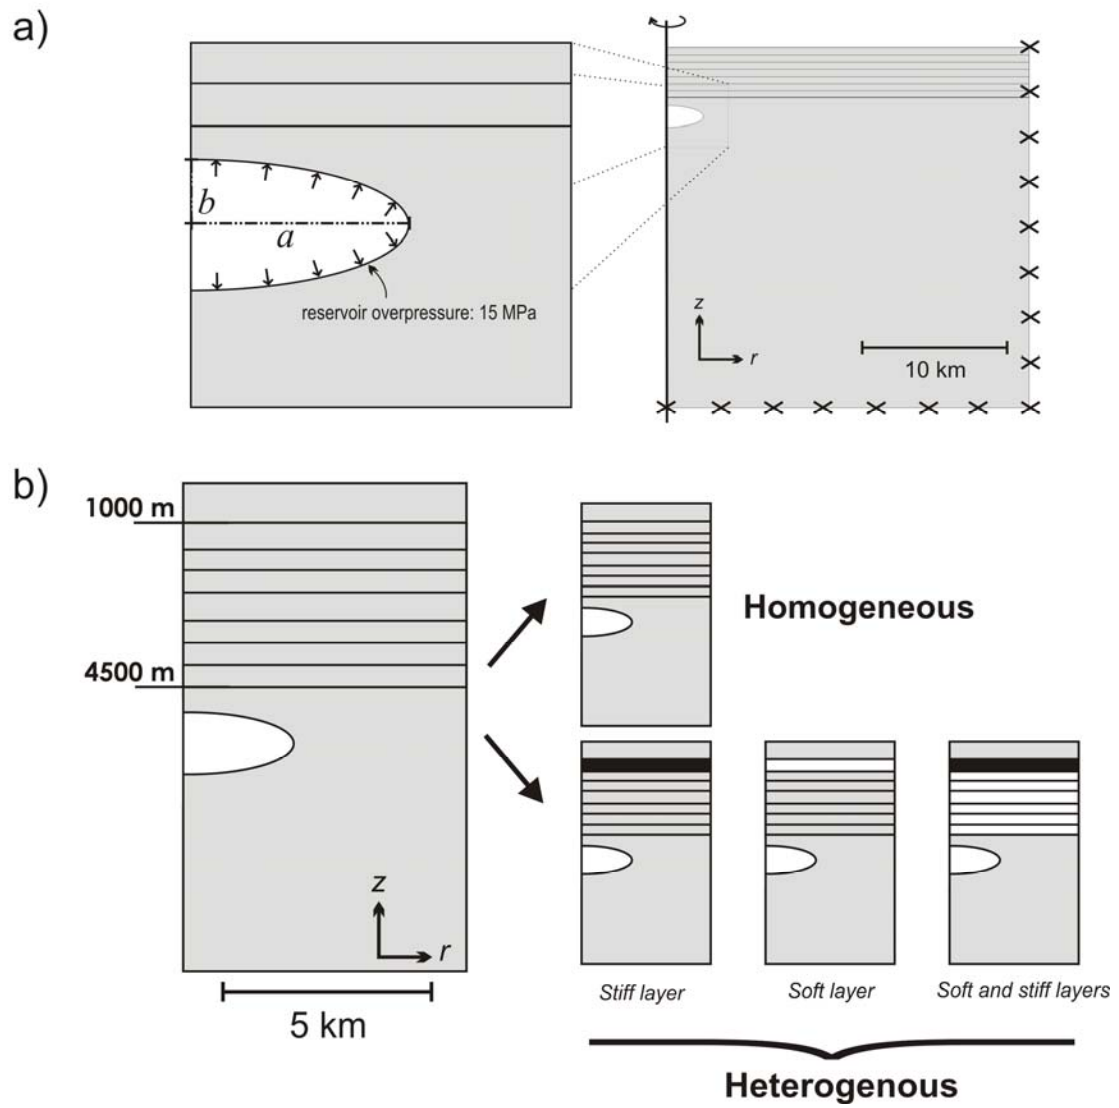 a)
b
a
reservoir overpressure: 15 MPa
z
r
10 km
b)
1000 m
4500 m
z
r
5 km
Homogeneous
Stiff layer
Soft layer
Soft and stiff layers
Heterogenous